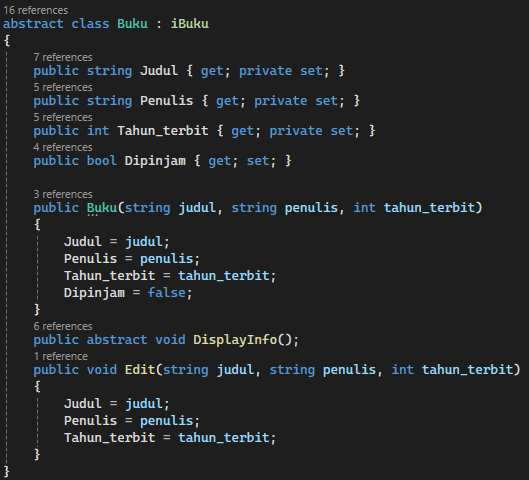 16 references
abstract class Buku : iBuku
{
7 references
public string Judul { get; private set; }
5 references
public string Penulis { get; private set; }
5 references
public int Tahun_terbit { get; private set; }
4 references
public bool Dipinjam { get; set; }
3 references
public Buku(string judul, string penulis, int tahun_terbit)
{
Judul = judul;
Penulis = penulis;
Tahun_terbit = tahun_terbit;
Dipinjam = false;
}
6 references
public abstract void DisplayInfo();
1 reference
public void Edit(string judul, string penulis, int tahun_terbit)
{
Judul = judul;
Penulis = penulis;
Tahun_terbit = tahun_terbit;
}
}